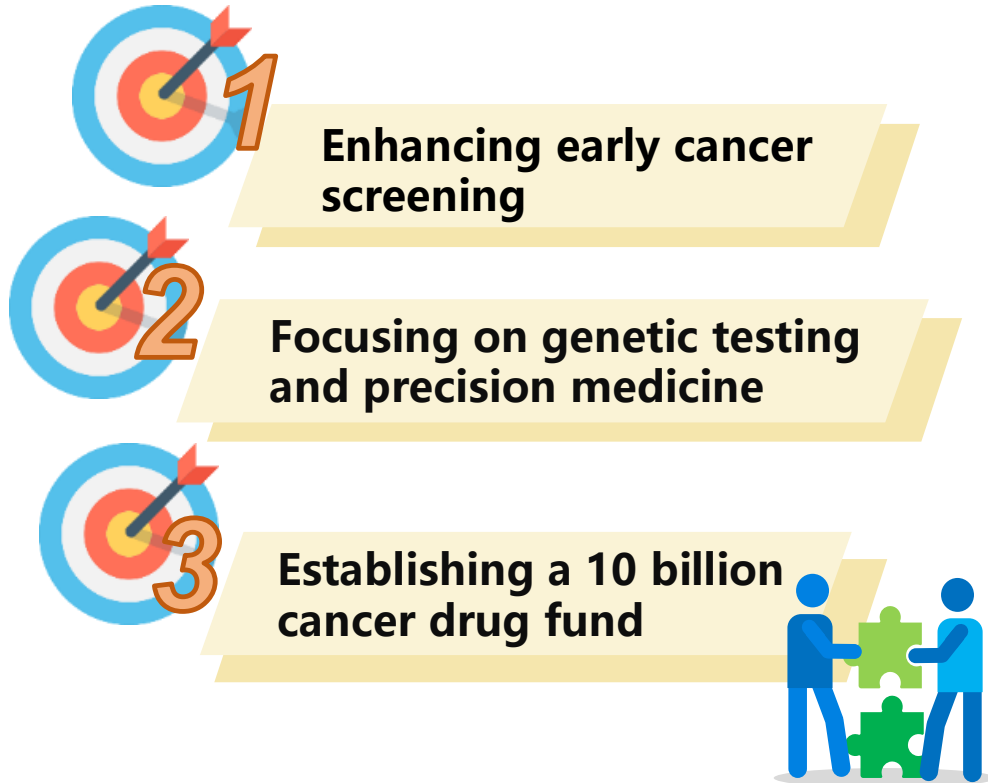 1
Enhancing early cancer
screening
2
Focusing on genetic testing
and precision medicine
3
Establishing a 10 billion
cancer drug fund